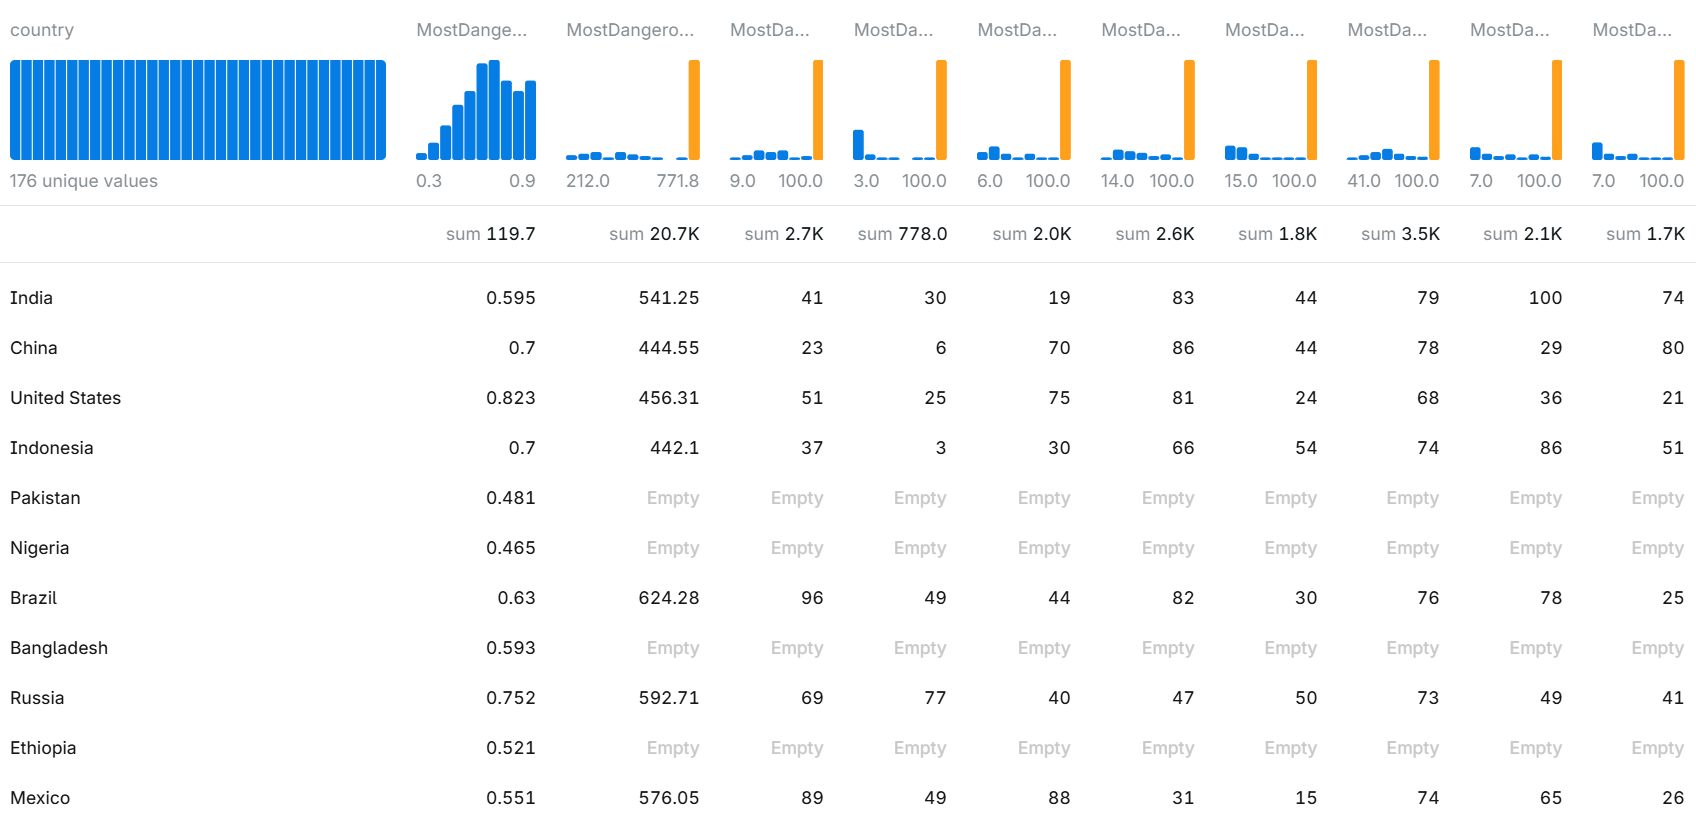 country MostDange... MostDangero... MostDa... MostDa... MostDa... MostDa... MostDa... MostDa... MostDa... MostDa...
176 unique values 0.3 0.9 212.0 771.8 9.0 100.0 3.0 100.0 6.0 100.0 14.0 100.0 15.0 100.0 41.0 100.0 7.0 100.0 7.0 100.0
sum 119.7 sum 20.7K sum 2.7K sum 778.0 sum 2.0K sum 2.6K sum 1.8K sum 3.5K sum 2.1K sum 1.7K
India 0.595 541.25 41 30 19 83 44 79 100 74
China 0.7 444.55 23 6 70 86 44 78 29 80
United States 0.823 456.31 51 25 75 81 24 68 36 21
Indonesia 0.7 442.1 37 3 30 66 54 74 86 51
Pakistan 0.481 Empty Empty Empty Empty Empty Empty Empty Empty Empty
Nigeria 0.465 Empty Empty Empty Empty Empty Empty Empty Empty Empty
Brazil 0.63 624.28 96 49 44 82 30 76 78 25
Bangladesh 0.593 Empty Empty Empty Empty Empty Empty Empty Empty Empty
Russia 0.752 592.71 69 77 40 47 50 73 49 41
Ethiopia 0.521 Empty Empty Empty Empty Empty Empty Empty Empty Empty
Mexico 0.551 576.05 89 49 88 31 15 74 65 26